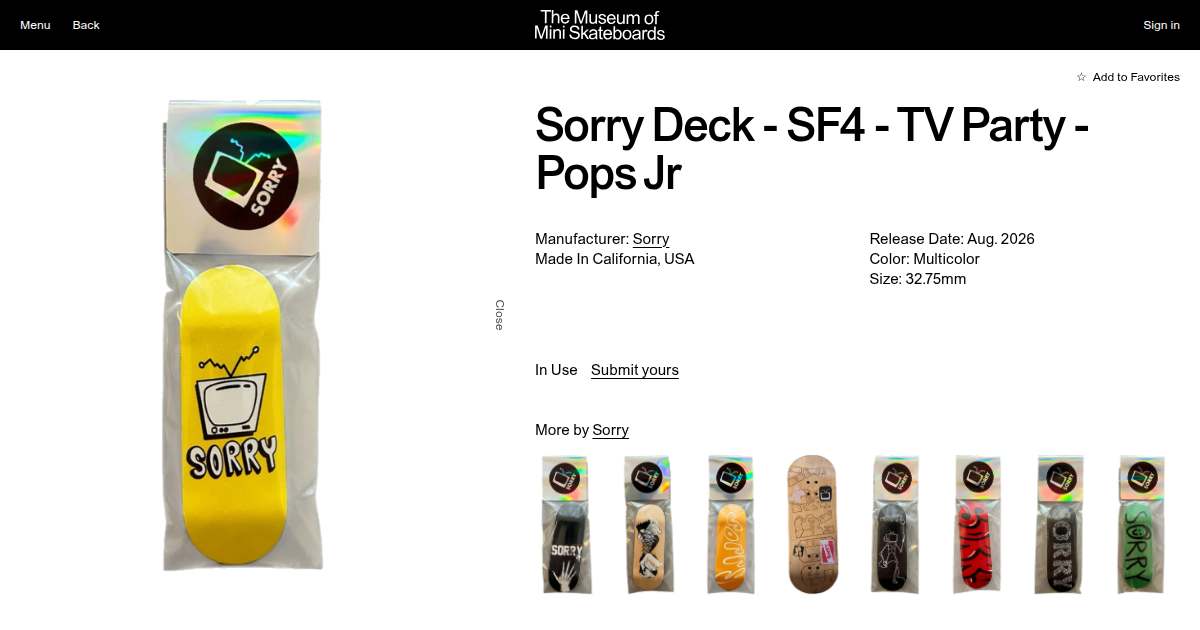 Menu
Back
The Museum of
Mini Skateboards
Sign in
☆ Add to Favorites
Sorry Deck - SF4 - TV Party -
Pops Jr
Manufacturer: Sorry
Made In California, USA
Release Date: Aug. 2026
Color: Multicolor
Size: 32.75mm
SORRY
SORRY
Close
In Use
Submit yours
More by Sorry
SORRY
SORRY
SORRY
SORRY